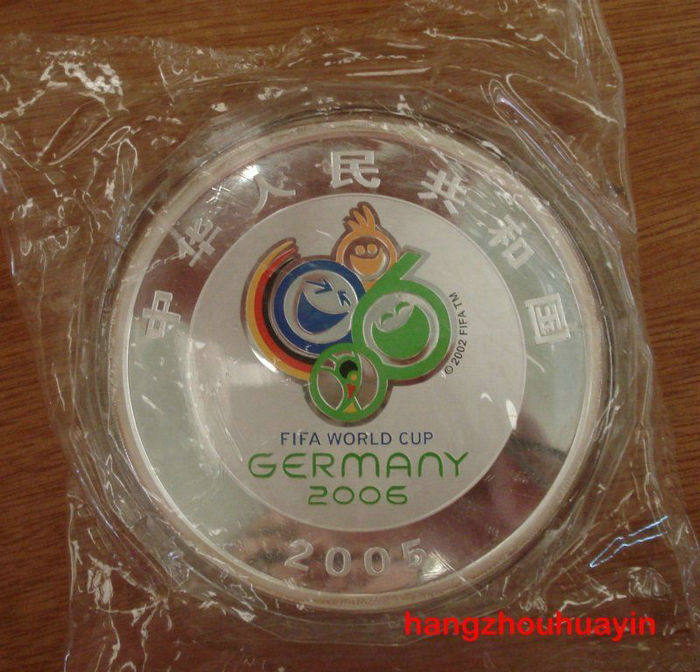 中华人民共和国
© 2002 FIFA TM
FIFA WORLD CUP
GERMANY
2006
2005
hangzhouhuayin